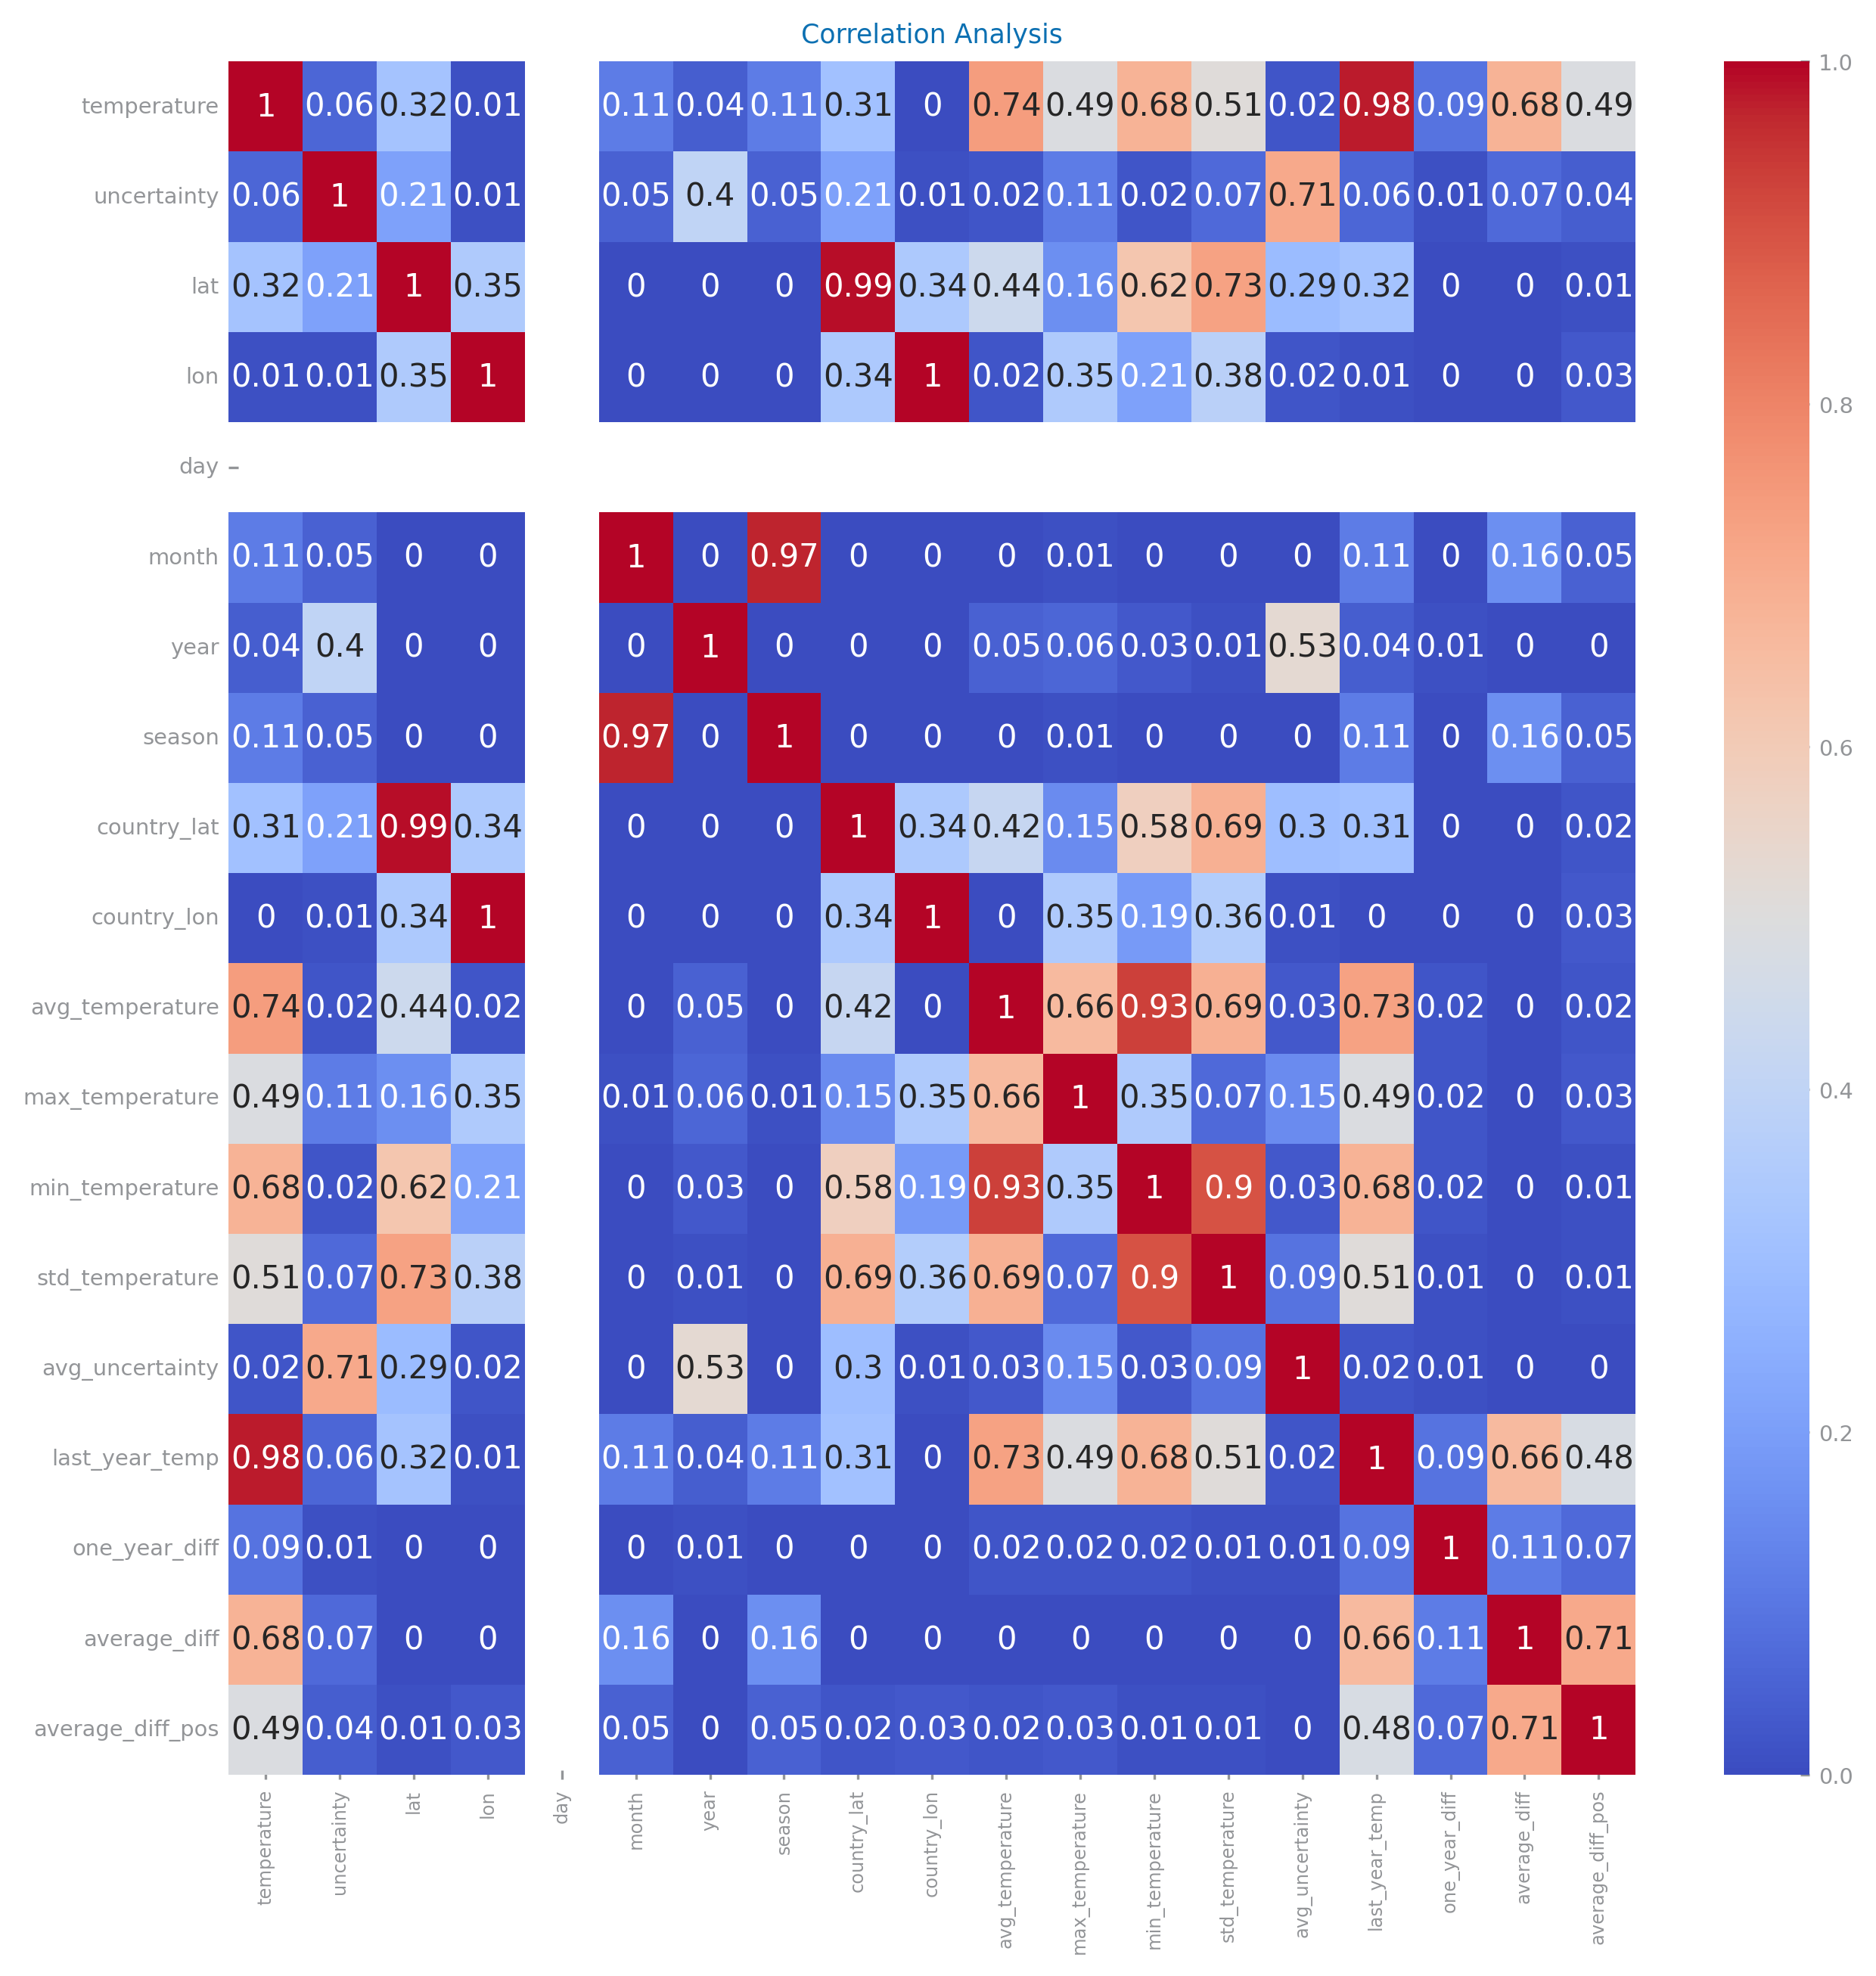 Correlation Analysis
temperature 1 0.06 0.32 0.01 0.11 0.04 0.11 0.31 0 0.74 0.49 0.68 0.51 0.02 0.98 0.09 0.68 0.49
uncertainty 0.06 1 0.21 0.01 0.05 0.4 0.05 0.21 0.01 0.02 0.11 0.02 0.07 0.71 0.06 0.01 0.07 0.04
lat 0.32 0.21 1 0.35 0 0 0 0.99 0.34 0.44 0.16 0.62 0.73 0.29 0.32 0 0 0.01
lon 0.01 0.01 0.35 1 0 0 0 0.34 1 0.02 0.35 0.21 0.38 0.02 0.01 0 0 0.03
day
month 0.11 0.05 0 0 1 0 0.97 0 0 0 0.01 0 0 0 0.11 0 0.16 0.05
year 0.04 0.4 0 0 0 1 0 0 0 0.05 0.06 0.03 0.01 0.53 0.04 0.01 0 0
season 0.11 0.05 0 0 0.97 0 1 0 0 0 0.01 0 0 0 0.11 0 0.16 0.05
country_lat 0.31 0.21 0.99 0.34 0 0 0 1 0.34 0.42 0.15 0.58 0.69 0.3 0.31 0 0 0.02
country_lon 0 0.01 0.34 1 0 0 0 0.34 1 0 0.35 0.19 0.36 0.01 0 0 0 0.03
avg_temperature 0.74 0.02 0.44 0.02 0 0.05 0 0.42 0 1 0.66 0.93 0.69 0.03 0.73 0.02 0 0.02
max_temperature 0.49 0.11 0.16 0.35 0.01 0.06 0.01 0.15 0.35 0.66 1 0.35 0.07 0.15 0.49 0.02 0 0.03
min_temperature 0.68 0.02 0.62 0.21 0 0.03 0 0.58 0.19 0.93 0.35 1 0.9 0.03 0.68 0.02 0 0.01
std_temperature 0.51 0.07 0.73 0.38 0 0.01 0 0.69 0.36 0.69 0.07 0.9 1 0.09 0.51 0.01 0 0.01
avg_uncertainty 0.02 0.71 0.29 0.02 0 0.53 0 0.3 0.01 0.03 0.15 0.03 0.09 1 0.02 0.01 0 0
last_year_temp 0.98 0.06 0.32 0.01 0.11 0.04 0.11 0.31 0 0.73 0.49 0.68 0.51 0.02 1 0.09 0.66 0.48
one_year_diff 0.09 0.01 0 0 0 0.01 0 0 0 0.02 0.02 0.02 0.01 0.01 0.09 1 0.11 0.07
average_diff 0.68 0.07 0 0 0.16 0 0.16 0 0 0 0 0 0 0 0.66 0.11 1 0.71
average_diff_pos 0.49 0.04 0.01 0.03 0.05 0 0.05 0.02 0.03 0.02 0.03 0.01 0.01 0 0.48 0.07 0.71 1
temperature
uncertainty
lat
lon
day
month
year
season
country_lat
country_lon
avg_temperature
max_temperature
min_temperature
std_temperature
avg_uncertainty
last_year_temp
one_year_diff
average_diff
average_diff_pos
1.0
0.8
0.6
0.4
0.2
0.0